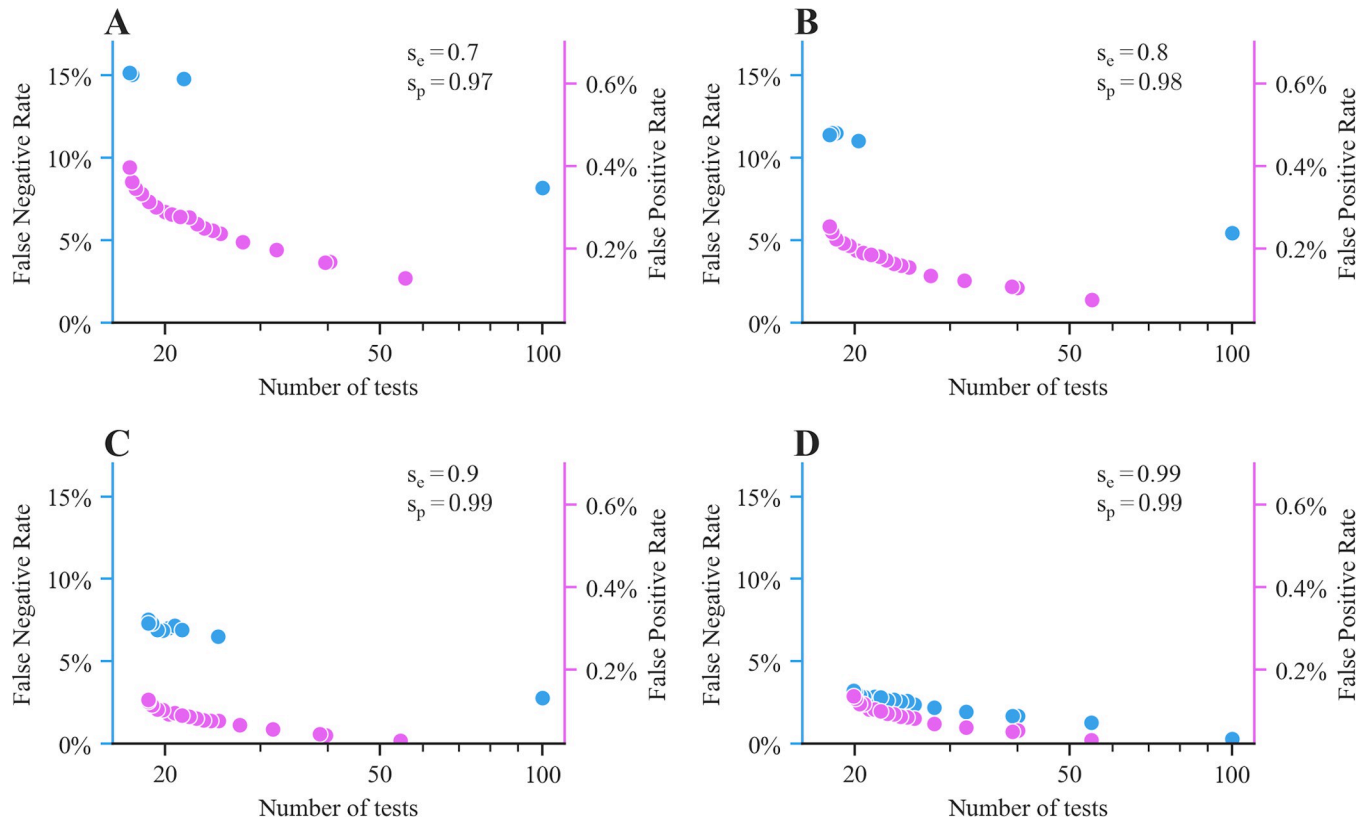 A
s_e=0.7
s_p=0.97
False Negative Rate
15%
10%
5%
0%
0.6%
0.4%
0.2%
False Positive Rate
20 50 100
Number of tests
B
s_e=0.8
s_p=0.98
False Negative Rate
15%
10%
5%
0%
0.6%
0.4%
0.2%
False Positive Rate
20 50 100
Number of tests
C
s_e=0.9
s_p=0.99
False Negative Rate
15%
10%
5%
0%
0.6%
0.4%
0.2%
False Positive Rate
20 50 100
Number of tests
D
s_e=0.99
s_p=0.99
False Negative Rate
15%
10%
5%
0%
0.6%
0.4%
0.2%
False Positive Rate
20 50 100
Number of tests